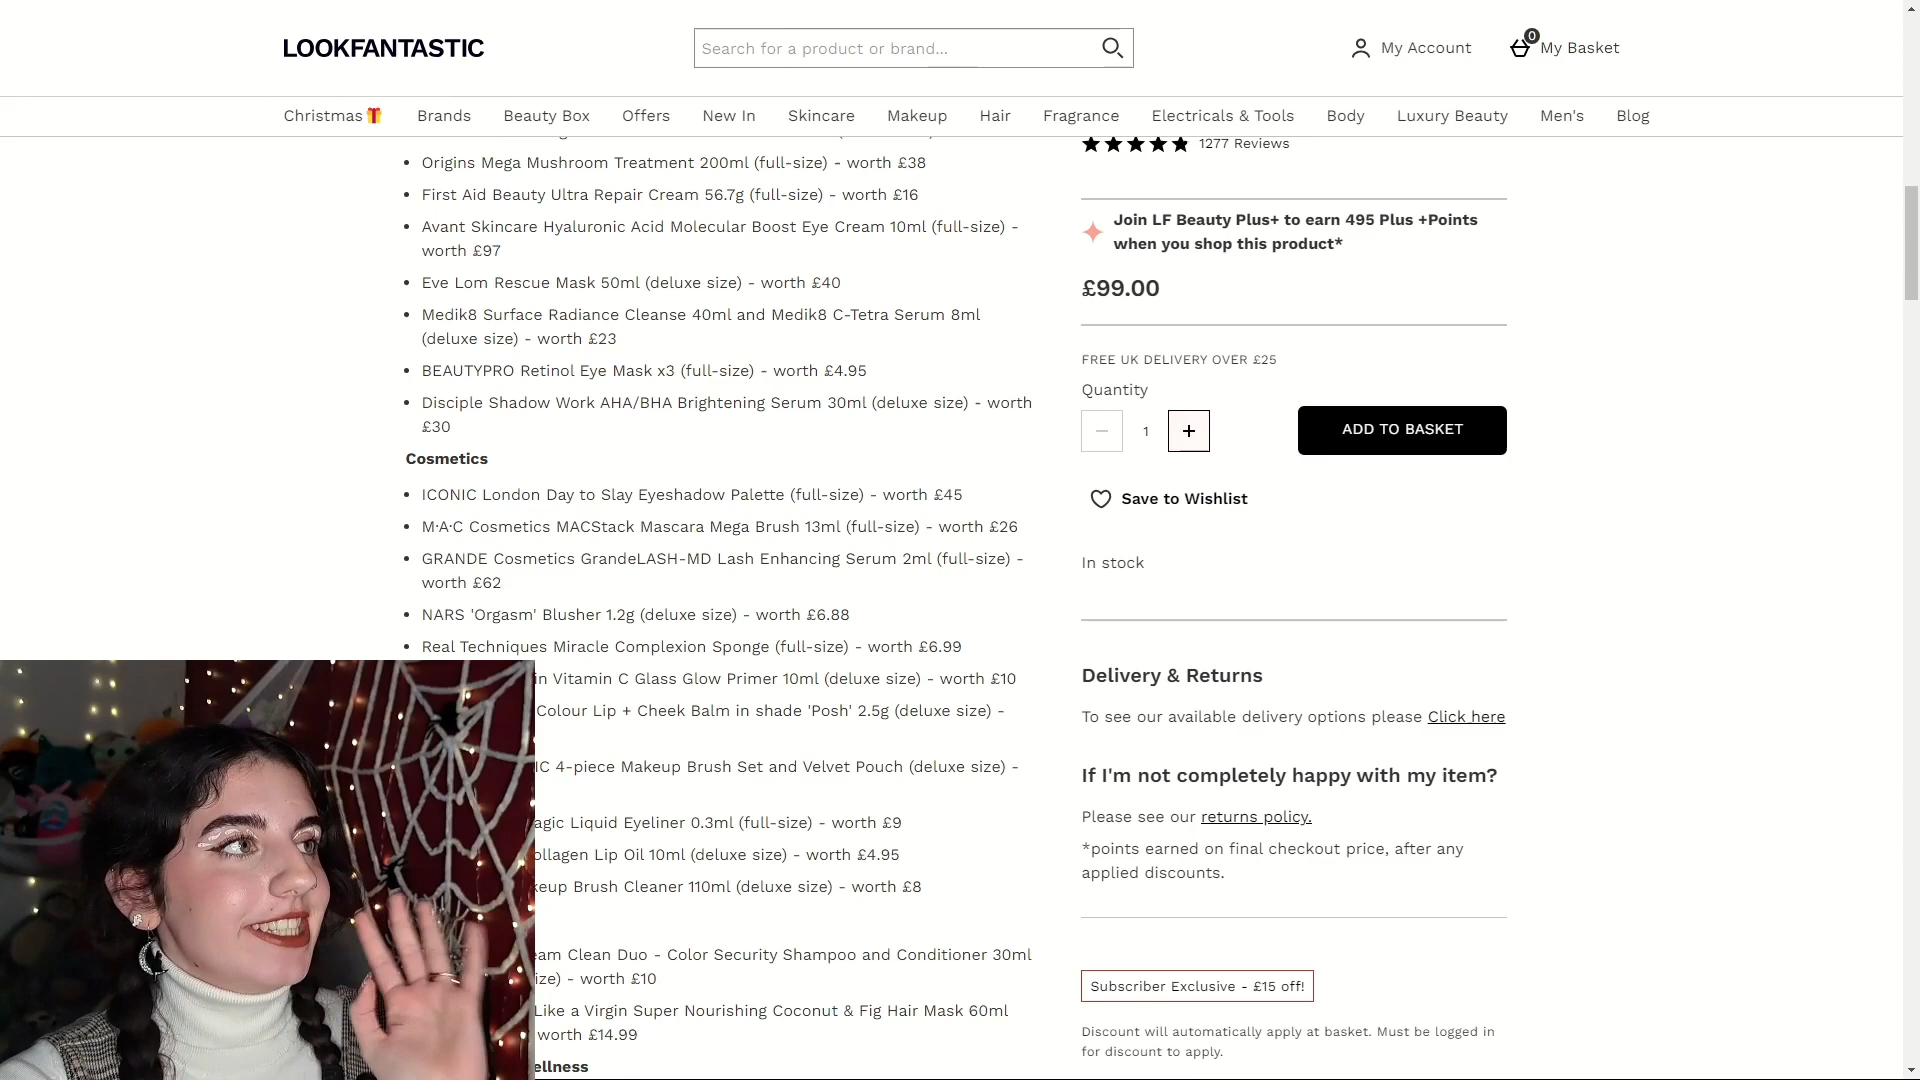 LOOKFANTASTIC
Search for a product or brand...
My Account
0
My Basket
Christmas
Brands
Beauty Box
Offers
New In
Skincare
Makeup
Hair
Fragrance
Electricals & Tools
Body
Luxury Beauty
Men's
Blog
• Origins Mega Mushroom Treatment 200ml (full-size) - worth £38
• First Aid Beauty Ultra Repair Cream 56.7g (full-size) - worth £16
• Avant Skincare Hyaluronic Acid Molecular Boost Eye Cream 10ml (full-size) -
worth £97
• Eve Lom Rescue Mask 50ml (deluxe size) - worth £40
• Medik8 Surface Radiance Cleanse 40ml and Medik8 C-Tetra Serum 8ml
(deluxe size) - worth £23
• BEAUTYPRO Retinol Eye Mask x3 (full-size) - worth £4.95
• Disciple Shadow Work AHA/BHA Brightening Serum 30ml (deluxe size) - worth
£30
Cosmetics
• ICONIC London Day to Slay Eyeshadow Palette (full-size) - worth £45
• M·A·C Cosmetics MACStack Mascara Mega Brush 13ml (full-size) - worth £26
• GRANDE Cosmetics GrandeLASH-MD Lash Enhancing Serum 2ml (full-size) -
worth £62
• NARS 'Orgasm' Blusher 1.2g (deluxe size) - worth £6.88
• Real Techniques Miracle Complexion Sponge (full-size) - worth £6.99
in Vitamin C Glass Glow Primer 10ml (deluxe size) - worth £10
Colour Lip + Cheek Balm in shade 'Posh' 2.5g (deluxe size) -
IC 4-piece Makeup Brush Set and Velvet Pouch (deluxe size) -
agic Liquid Eyeliner 0.3ml (full-size) - worth £9
ollagen Lip Oil 10ml (deluxe size) - worth £4.95
keup Brush Cleaner 110ml (deluxe size) - worth £8
eam Clean Duo - Color Security Shampoo and Conditioner 30ml
ize) - worth £10
Like a Virgin Super Nourishing Coconut & Fig Hair Mask 60ml
worth £14.99
ellness
1277 Reviews
Join LF Beauty Plus+ to earn 495 Plus +Points
when you shop this product*
£99.00
FREE UK DELIVERY OVER £25
Quantity
− 1 +
ADD TO BASKET
Save to Wishlist
In stock
Delivery & Returns
To see our available delivery options please Click here
If I'm not completely happy with my item?
Please see our returns policy.
*points earned on final checkout price, after any
applied discounts.
Subscriber Exclusive - £15 off!
Discount will automatically apply at basket. Must be logged in
for discount to apply.